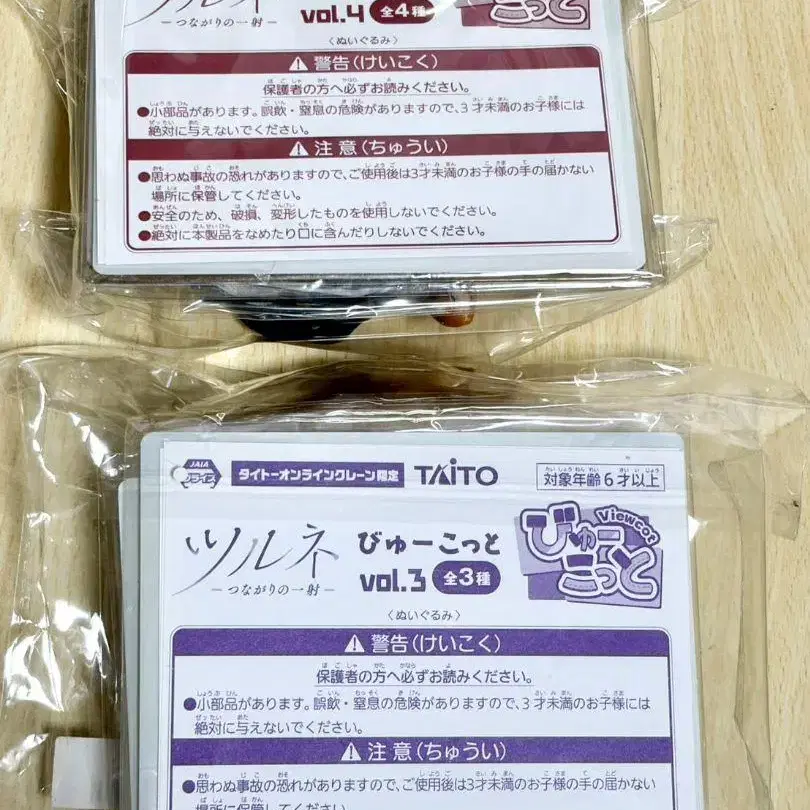 ツルネ
ーつながりの一射ー
vol.4 全4種
こっと
〈ぬいぐるみ〉
警告(けいこく)
保護者の方へ必ずお読みください。
●小部品があります。誤飲・窒息の危険がありますので、3才未満のお子様には
絶対に与えないでください。
注意(ちゅうい)
●思わぬ事故の恐れがありますので、ご使用後は3才未満のお子様の手の届かない
場所に保管してください。
●安全のため、破損、変形したものを使用しないでください。
●絶対に本製品をなめたり口に含んだりしないでください。
JAIA
プライズ
タイトーオンラインクレーン限定
TAITO
対象年齢6才以上
ツルネ
ーつながりの一射ー
びゅーこっと
vol.3 全3種
Viewcot
びゅー
こっと
〈ぬいぐるみ〉
警告(けいこく)
保護者の方へ必ずお読みください。
●小部品があります。誤飲・窒息の危険がありますので、3才未満のお子様には
絶対に与えないでください。
注意(ちゅうい)
●思わぬ事故の恐れがありますので、ご使用後は3才未満のお子様の手の届かない
場所に保管してください。